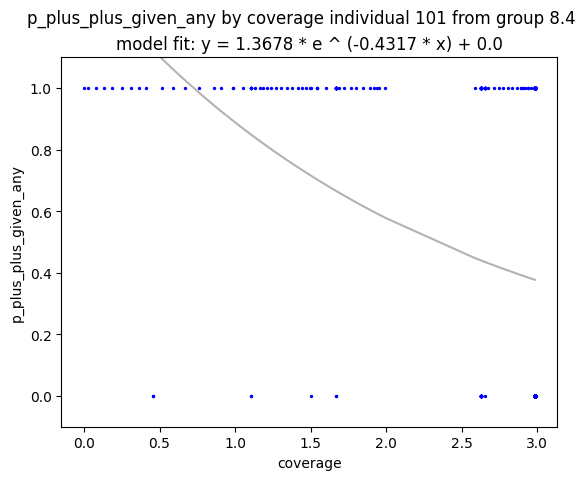 p_plus_plus_given_any by coverage individual 101 from group 8.4
model fit: y = 1.3678 * e ^ (-0.4317 * x) + 0.0
p_plus_plus_given_any
1.0
0.8
0.6
0.4
0.2
0.0
0.0 0.5 1.0 1.5 2.0 2.5 3.0
coverage